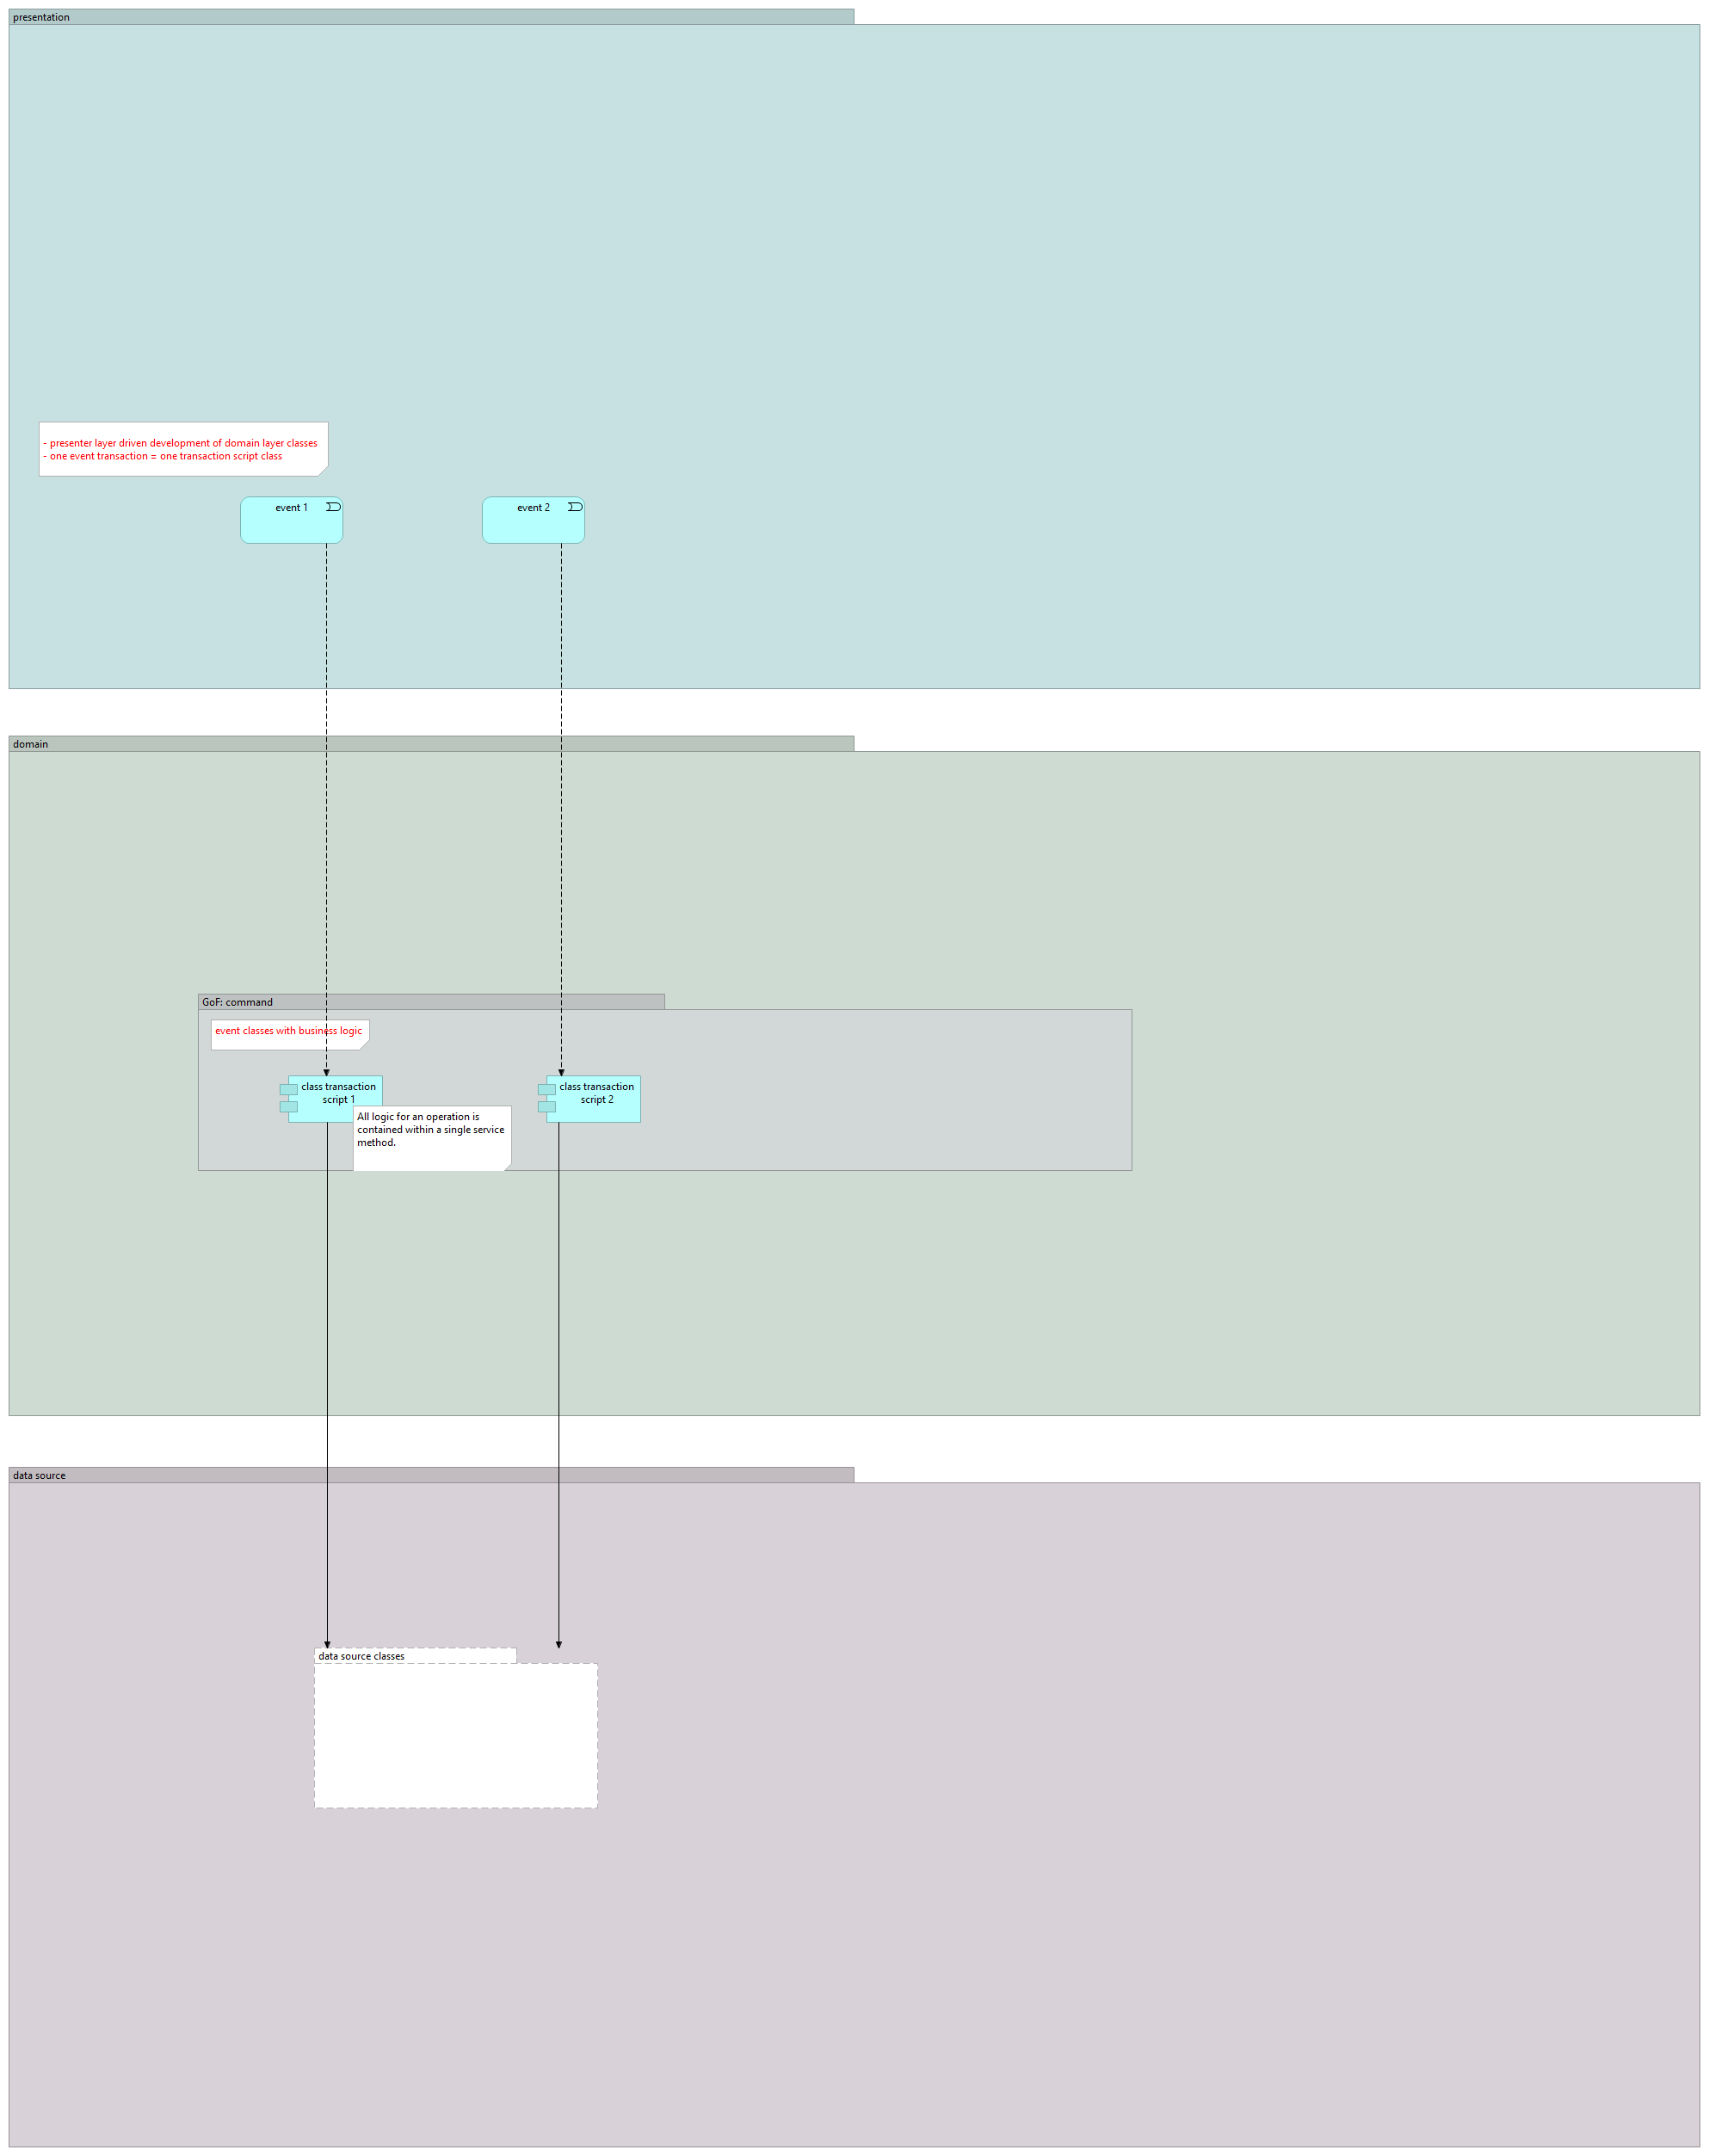 presentation
- presenter layer driven development of domain layer classes
- one event transaction = one transaction script class
event 1
event 2
domain
GoF: command
event classes with business logic
class transaction
script 1
class transaction
script 2
All logic for an operation is
contained within a single service
method.
data source
data source classes